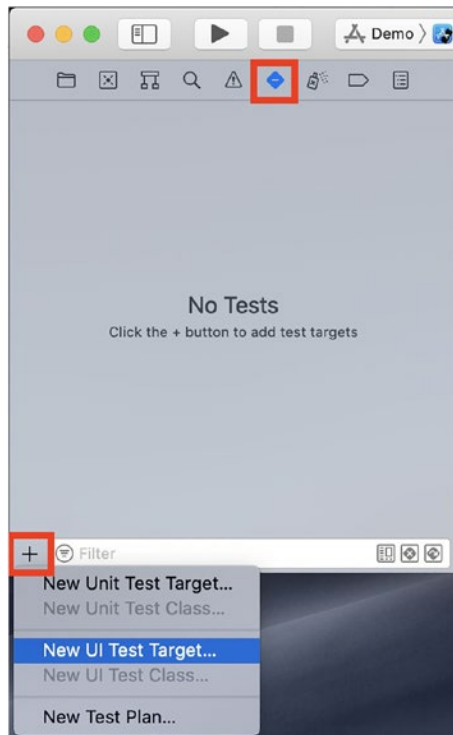 Demo 〉
No Tests
Click the + button to add test targets
+ Filter
New Unit Test Target...
New Unit Test Class...
New UI Test Target...
New UI Test Class...
New Test Plan...